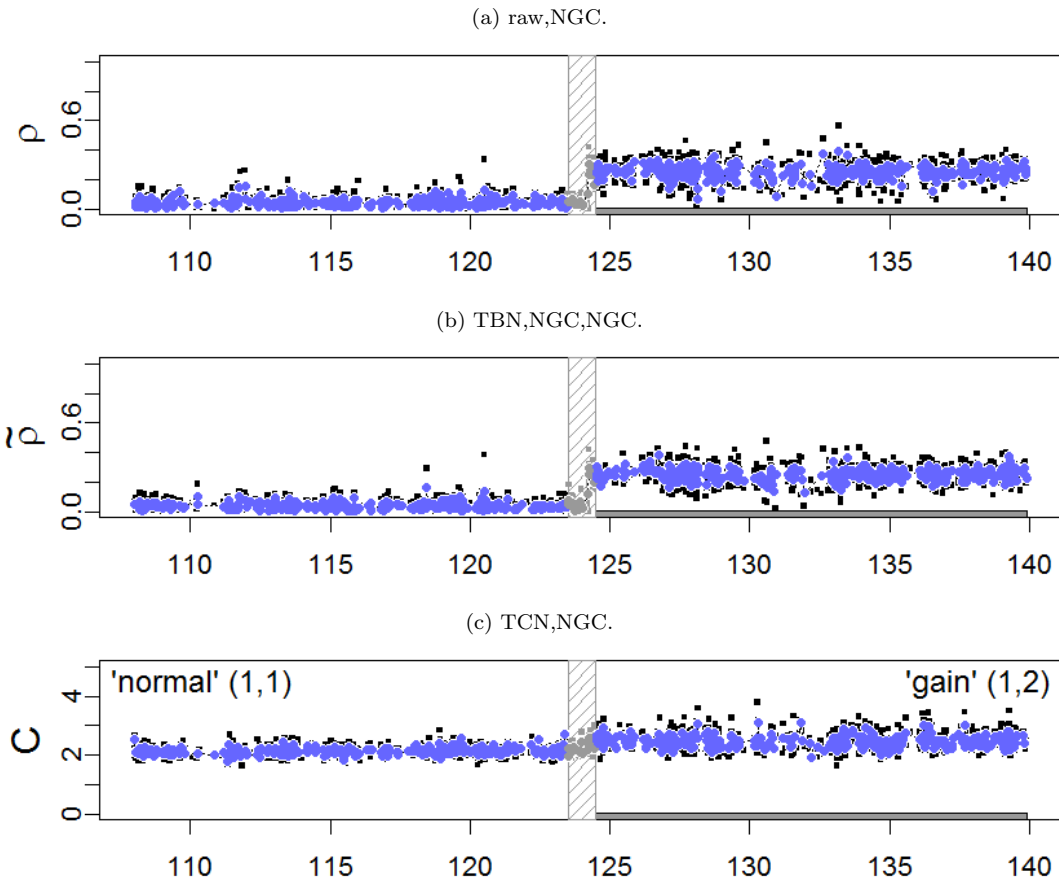 (a) raw,NGC.
ρ
0.0 0.6
110 115 120 125 130 135 140
(b) TBN,NGC,NGC.
ρ̃
0.0 0.6
110 115 120 125 130 135 140
(c) TCN,NGC.
'normal' (1,1) 'gain' (1,2)
C
0 2 4
110 115 120 125 130 135 140